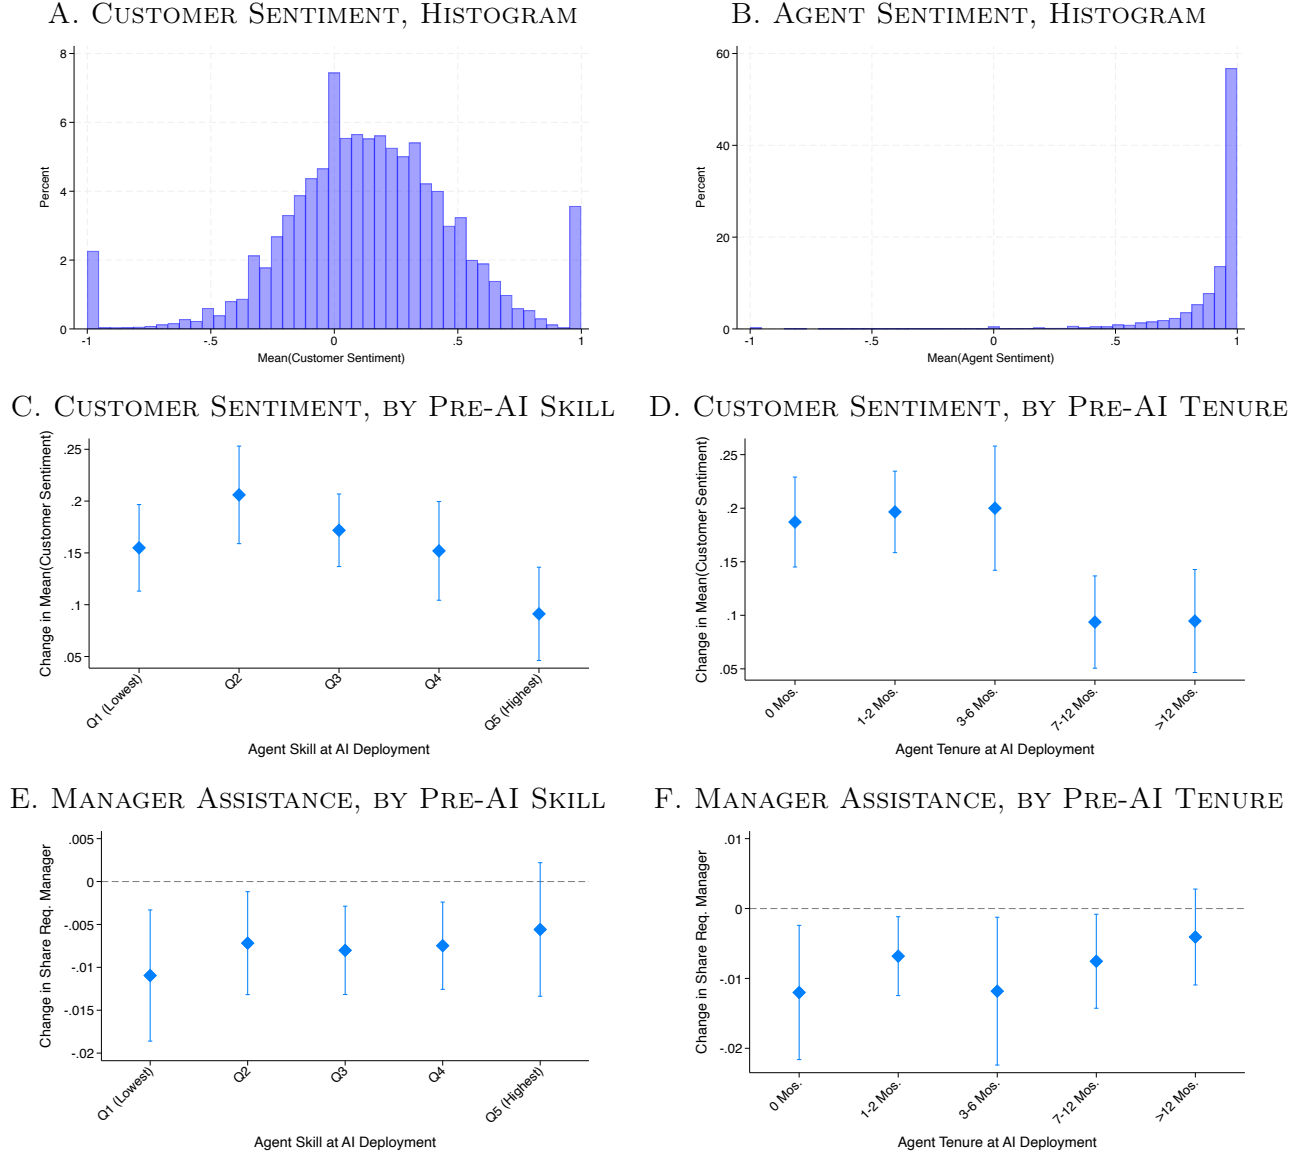 A. Customer Sentiment, Histogram
8
6
4
2
0
Percent
-1
-.5
0
.5
1
Mean(Customer Sentiment)
B. Agent Sentiment, Histogram
60
40
20
0
Percent
-1
-.5
0
.5
1
Mean(Agent Sentiment)
C. Customer Sentiment, by Pre-AI Skill
.25
.2
.15
.1
.05
Change in Mean(Customer Sentiment)
Q1 (Lowest)
Q2
Q3
Q4
Q5 (Highest)
Agent Skill at AI Deployment
D. Customer Sentiment, by Pre-AI Tenure
.25
.2
.15
.1
.05
Change in Mean(Customer Sentiment)
0 Mos.
1-2 Mos.
3-6 Mos.
7-12 Mos.
>12 Mos.
Agent Tenure at AI Deployment
E. Manager Assistance, by Pre-AI Skill
.005
0
-.005
-.01
-.015
-.02
Change in Share Req. Manager
Q1 (Lowest)
Q2
Q3
Q4
Q5 (Highest)
Agent Skill at AI Deployment
F. Manager Assistance, by Pre-AI Tenure
.01
0
-.01
-.02
Change in Share Req. Manager
0 Mos.
1-2 Mos.
3-6 Mos.
7-12 Mos.
>12 Mos.
Agent Tenure at AI Deployment